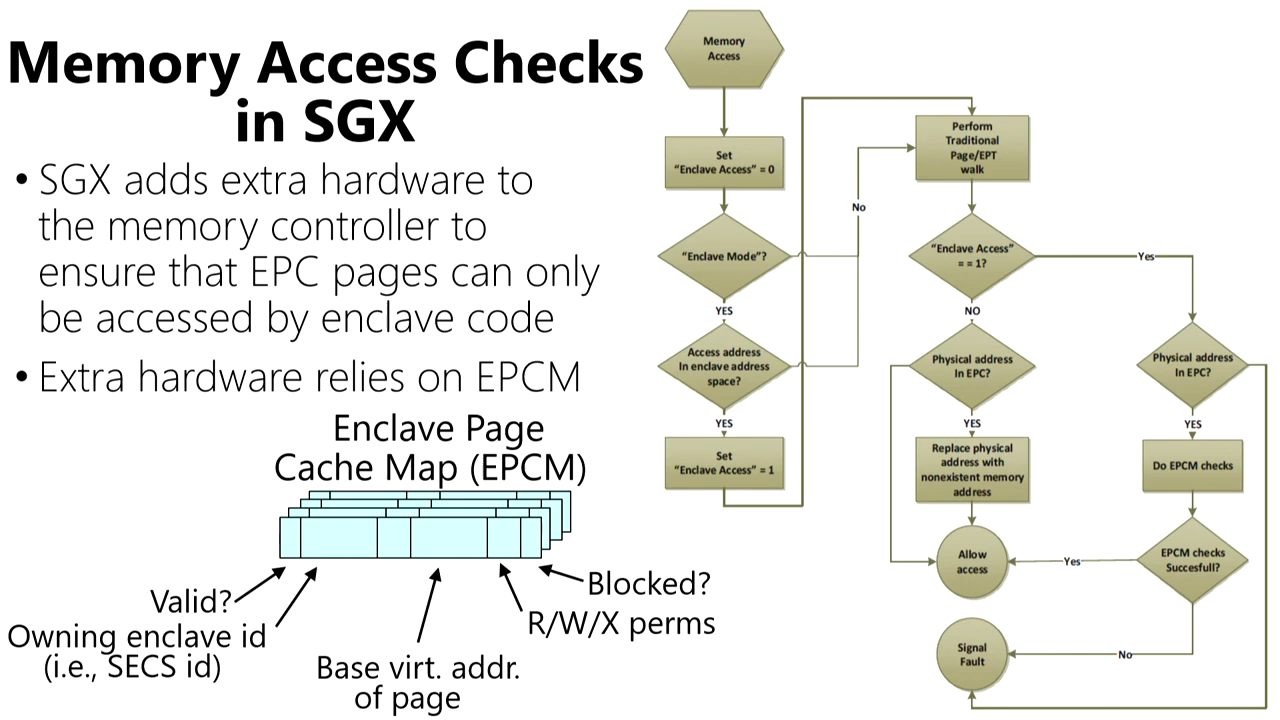 Memory Access Checks
in SGX
• SGX adds extra hardware to
the memory controller to
ensure that EPC pages can only
be accessed by enclave code
• Extra hardware relies on EPCM
Enclave Page
Cache Map (EPCM)
Valid?
Owning enclave id
(i.e., SECS id)
Base virt. addr.
of page
R/W/X perms
Blocked?
Memory
Access
Set
“Enclave Access” = 0
“Enclave Mode”?
YES
Access address
In enclave address
space?
YES
Set
“Enclave Access” = 1
No
Perform
Traditional
Page/EPT
walk
“Enclave Access”
= = 1?
Yes
NO
Physical address
In EPC?
YES
Replace physical
address with
nonexistent memory
address
Allow
access
Physical address
In EPC?
YES
Do EPCM checks
EPCM checks
Succesfull?
Yes
No
Signal
Fault